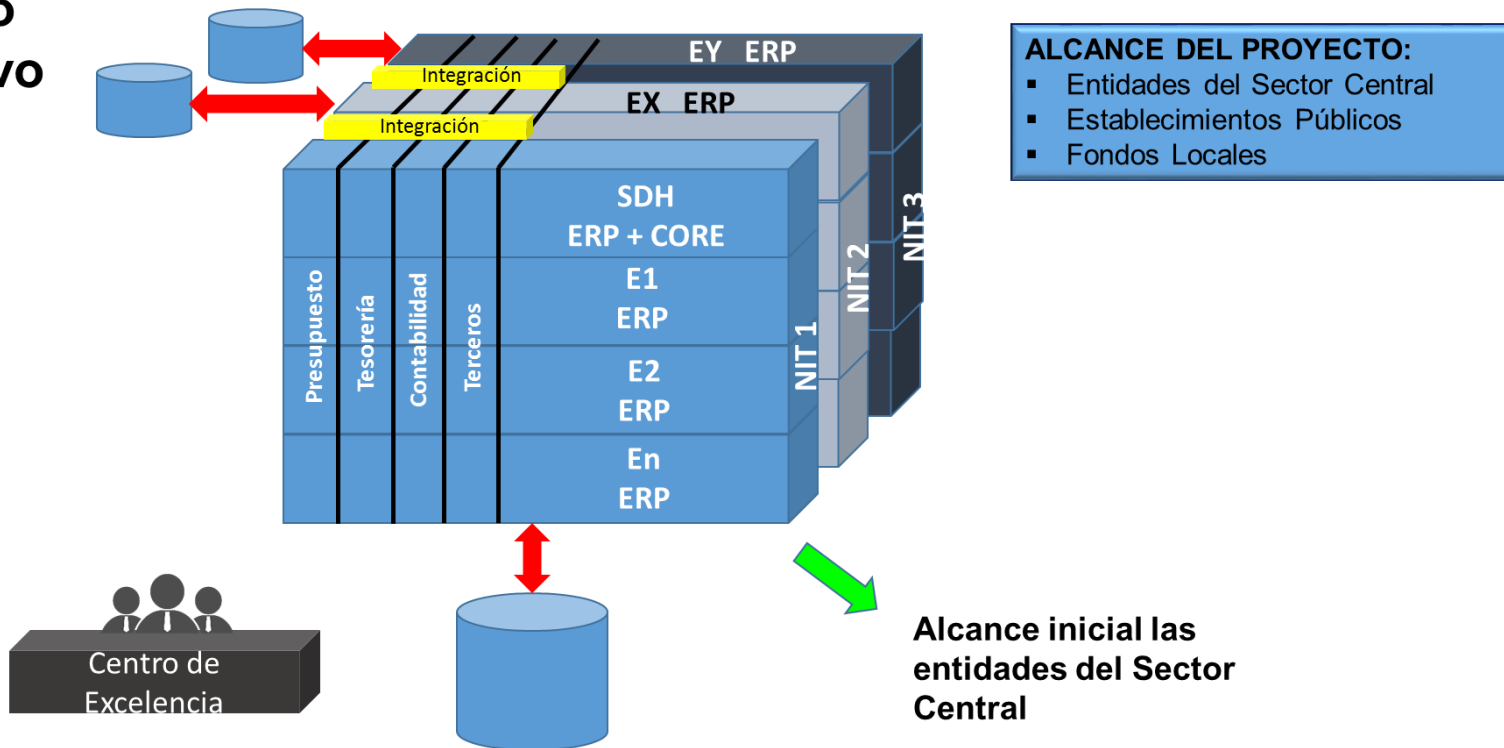 o
vo
EY ERP
Integración
EX ERP
Integración
SDH
ERP + CORE
E1
ERP
E2
ERP
En
ERP
Presupuesto
Tesorería
Contabilidad
Terceros
NIT 1
NIT 2
NIT 3
ALCANCE DEL PROYECTO:
▪ Entidades del Sector Central
▪ Establecimientos Públicos
▪ Fondos Locales
Centro de
Excelencia
Alcance inicial las
entidades del Sector
Central